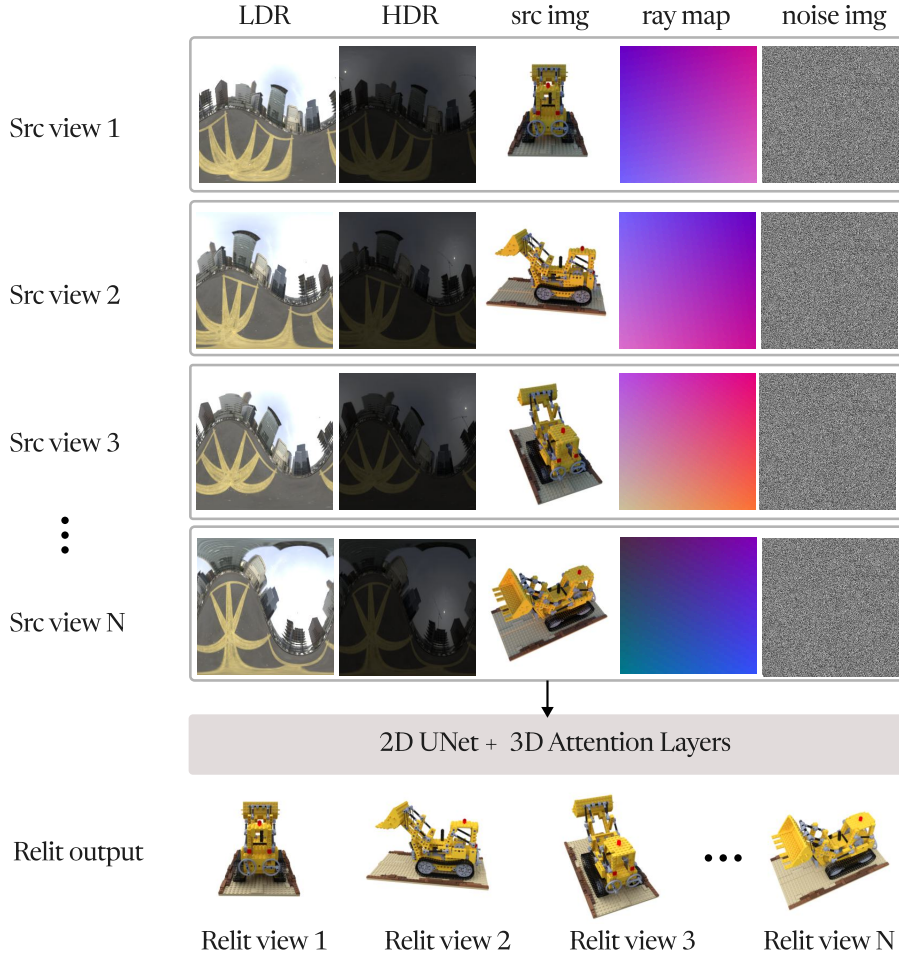 LDR HDR src img ray map noise img
Src view 1
Src view 2
Src view 3
Src view N
2D UNet + 3D Attention Layers
Relit output
Relit view 1 Relit view 2 Relit view 3 Relit view N